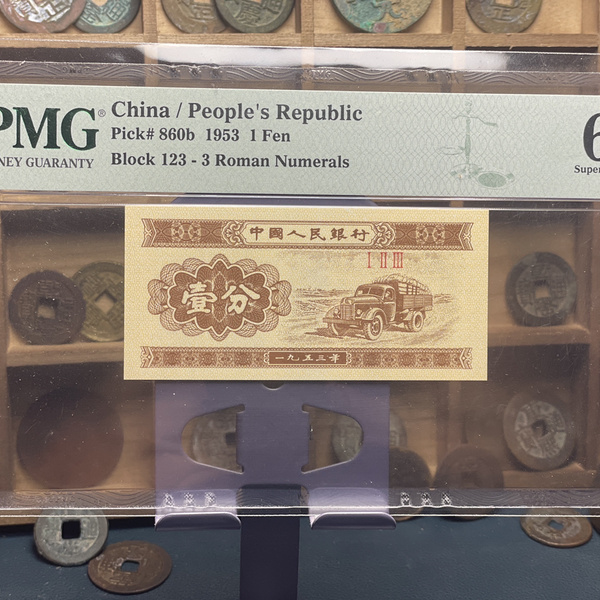 PMG®
NEY GUARANTY
China / People's Republic
Pick# 860b 1953 1 Fen
Block 123 - 3 Roman Numerals
6
Super
中國人民銀行
I II III
壹分
一九五三年